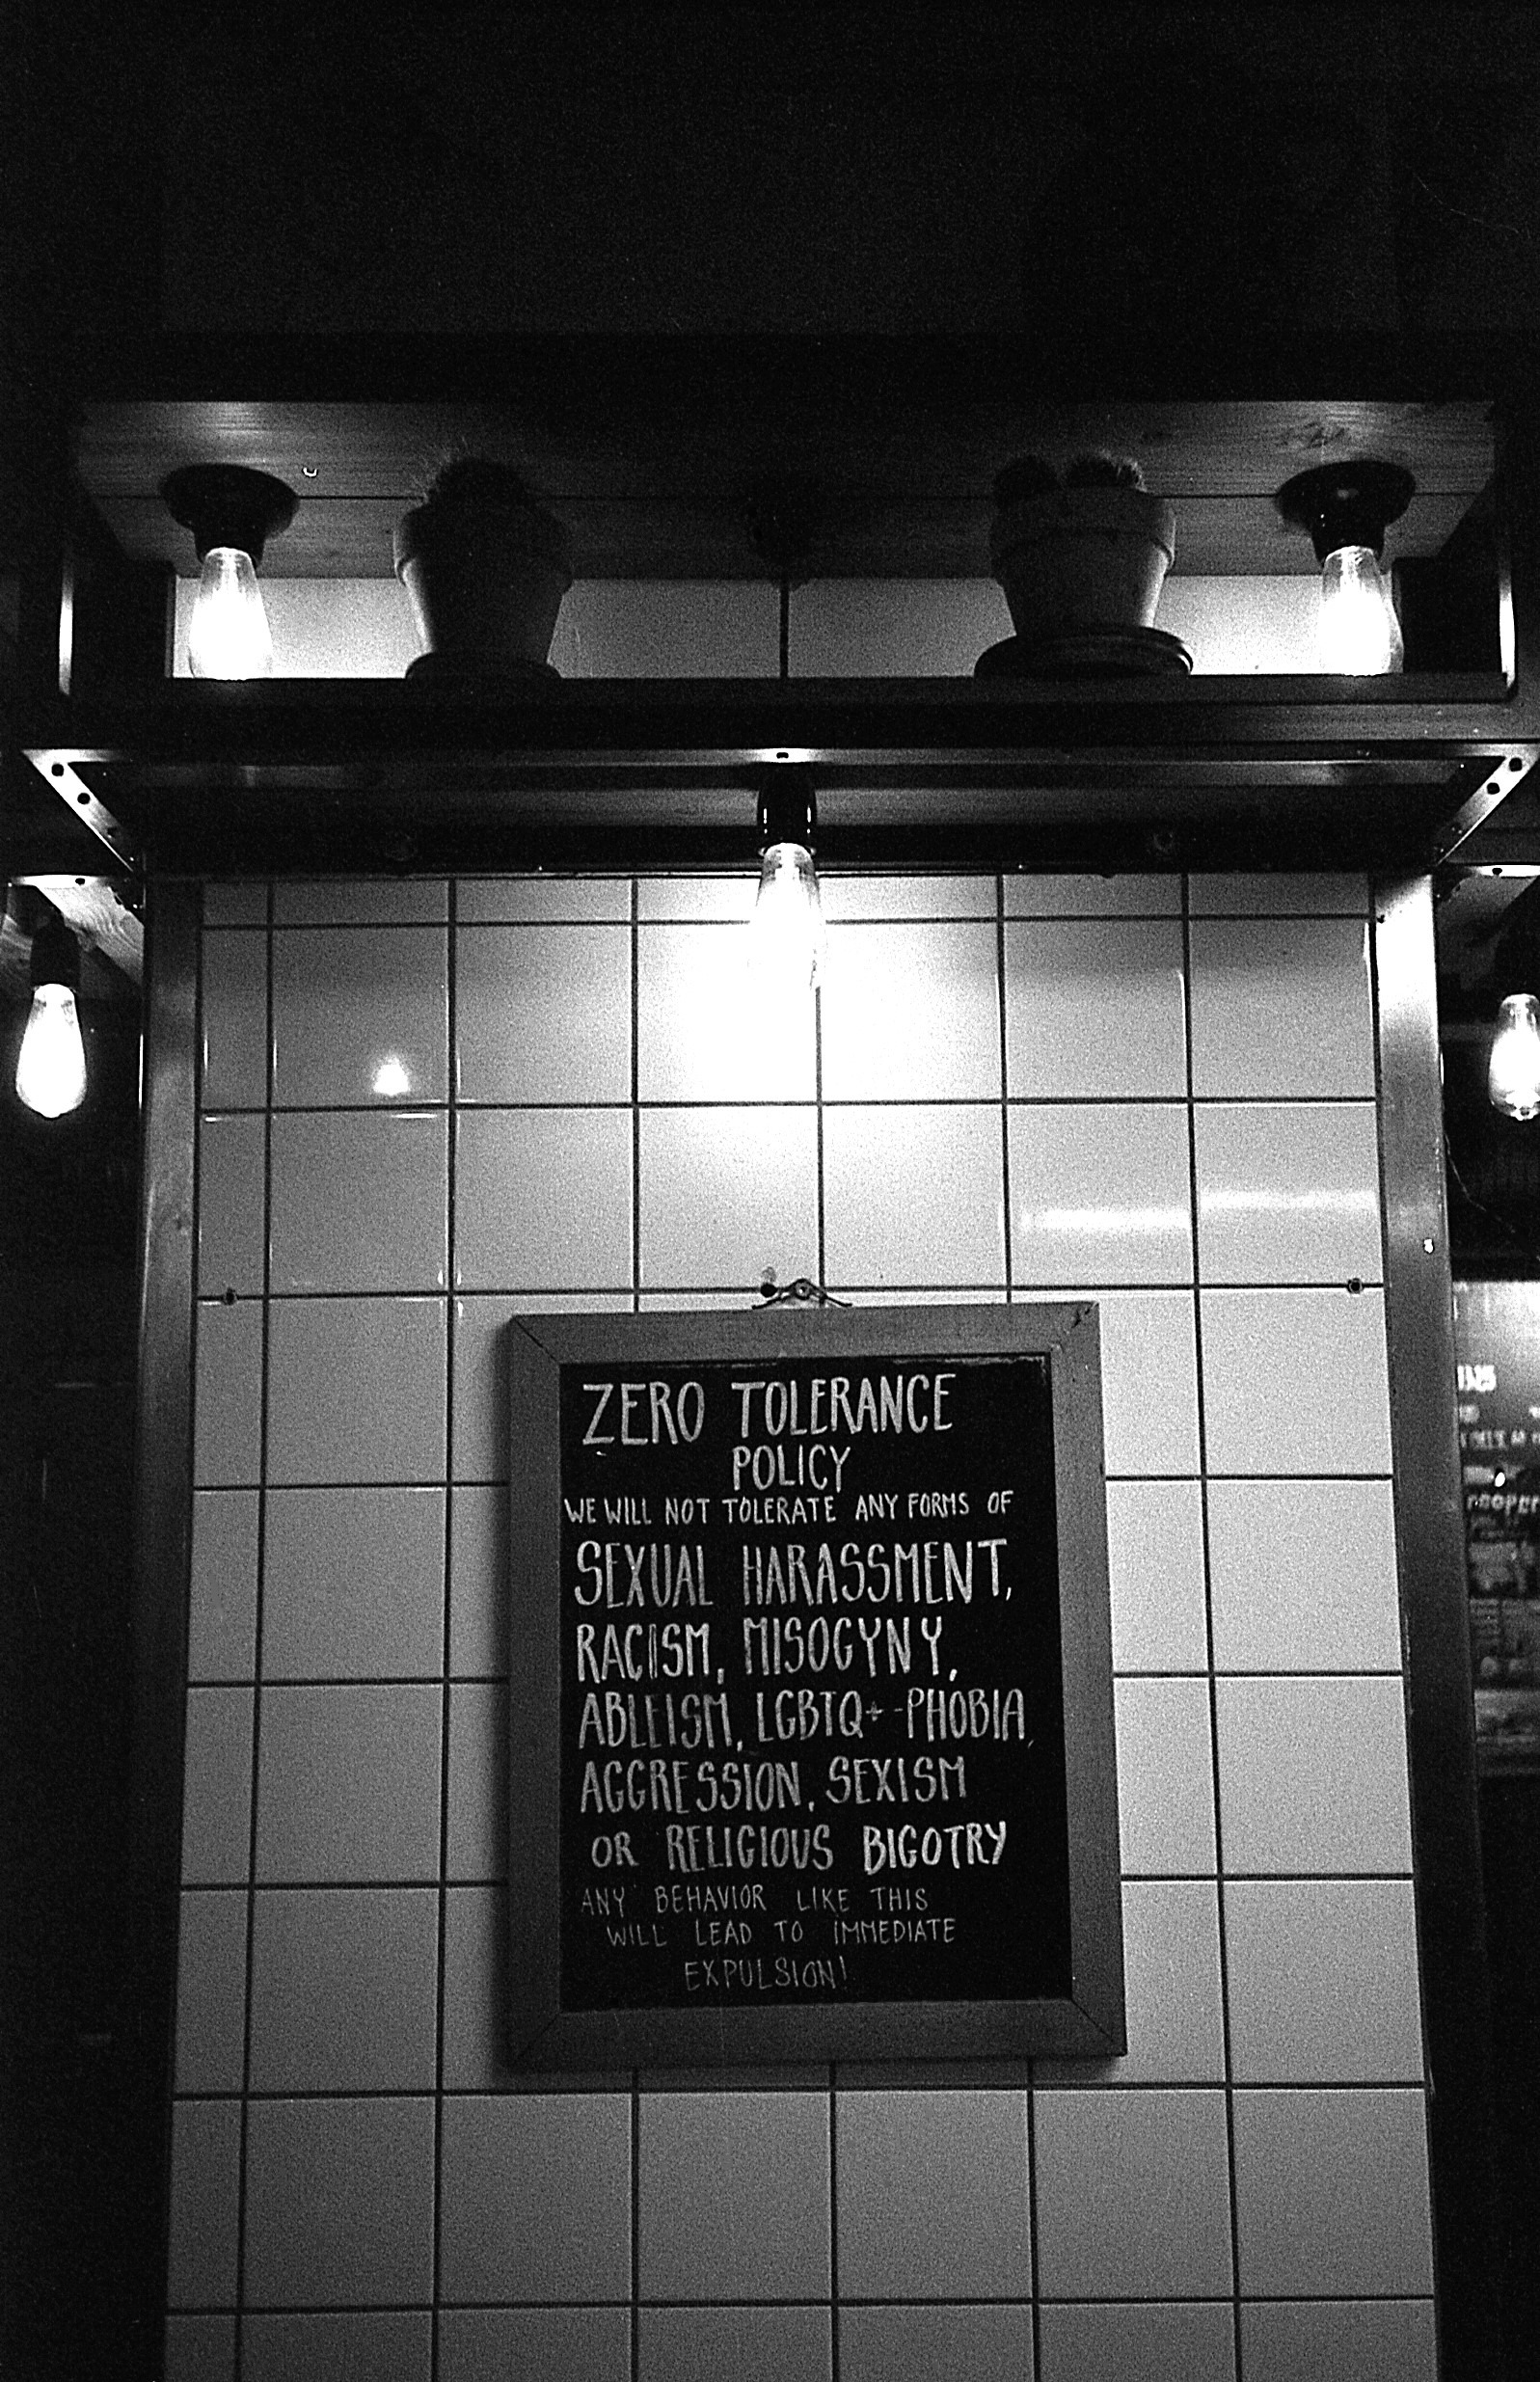 ZERO TOLERANCE
POLICY
WE WILL NOT TOLERATE ANY FORMS OF
SEXUAL HARASSMENT,
RACISM, MISOGYNY,
ABLEISM, LGBTQ+-PHOBIA,
AGGRESSION, SEXISM
OR RELIGIOUS BIGOTRY
ANY BEHAVIOR LIKE THIS
WILL LEAD TO IMMEDIATE
EXPULSION!